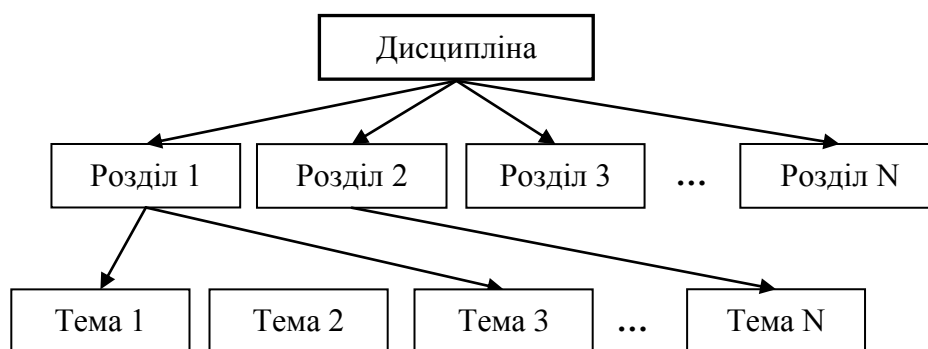 Дисципліна
Розділ 1 Розділ 2 Розділ 3 ... Розділ N
Тема 1 Тема 2 Тема 3 ... Тема N